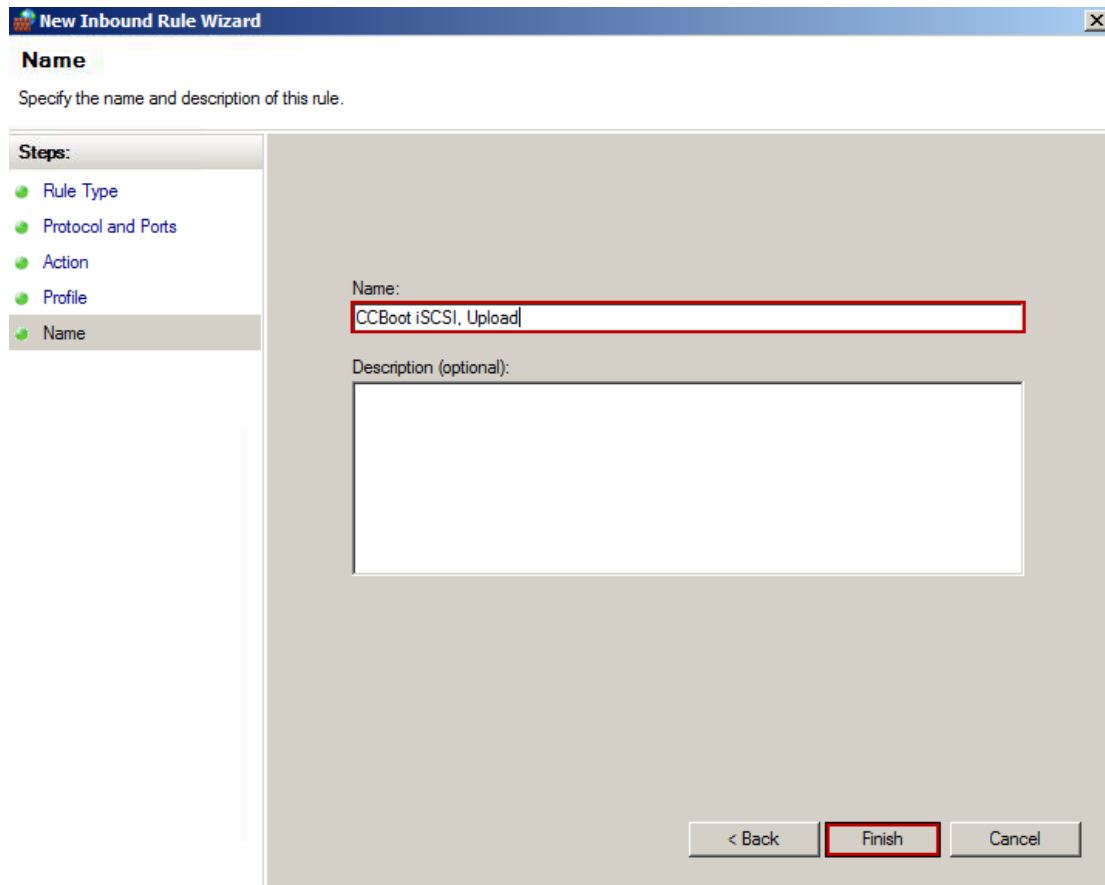 New Inbound Rule Wizard
Name
Specify the name and description of this rule.
Steps:
Rule Type
Protocol and Ports
Action
Profile
Name
Name:
CCBoot iSCSI, Upload
Description (optional):
< Back
Finish
Cancel